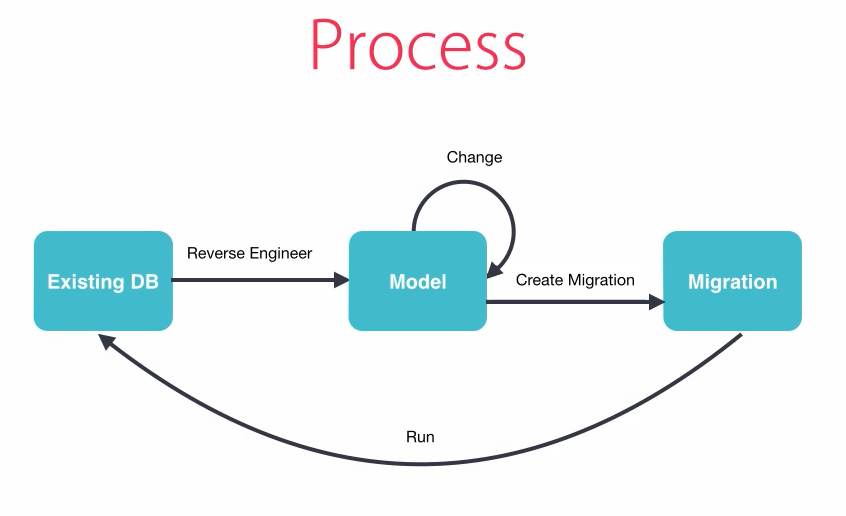 Process
Change
Reverse Engineer
Existing DB
Model
Create Migration
Migration
Run